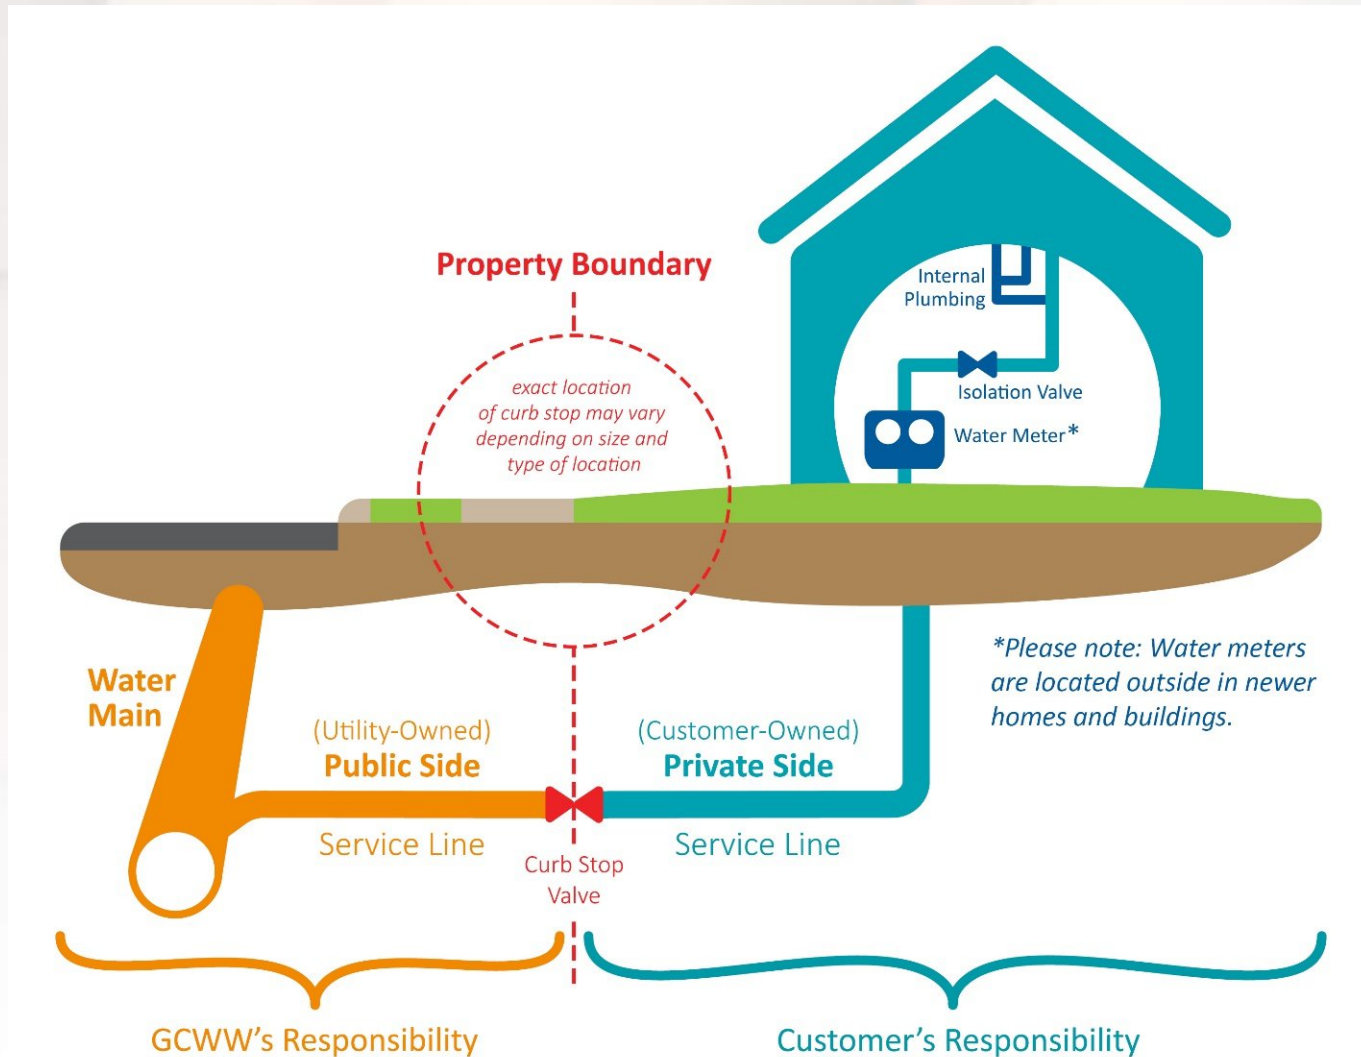 Property Boundary
exact location
of curb stop may vary
depending on size and
type of location
Internal
Plumbing
Isolation Valve
Water Meter*
*Please note: Water meters
are located outside in newer
homes and buildings.
Water
Main
(Utility-Owned)
Public Side
Service Line
(Customer-Owned)
Private Side
Service Line
Curb Stop
Valve
GCWW's Responsibility
Customer's Responsibility